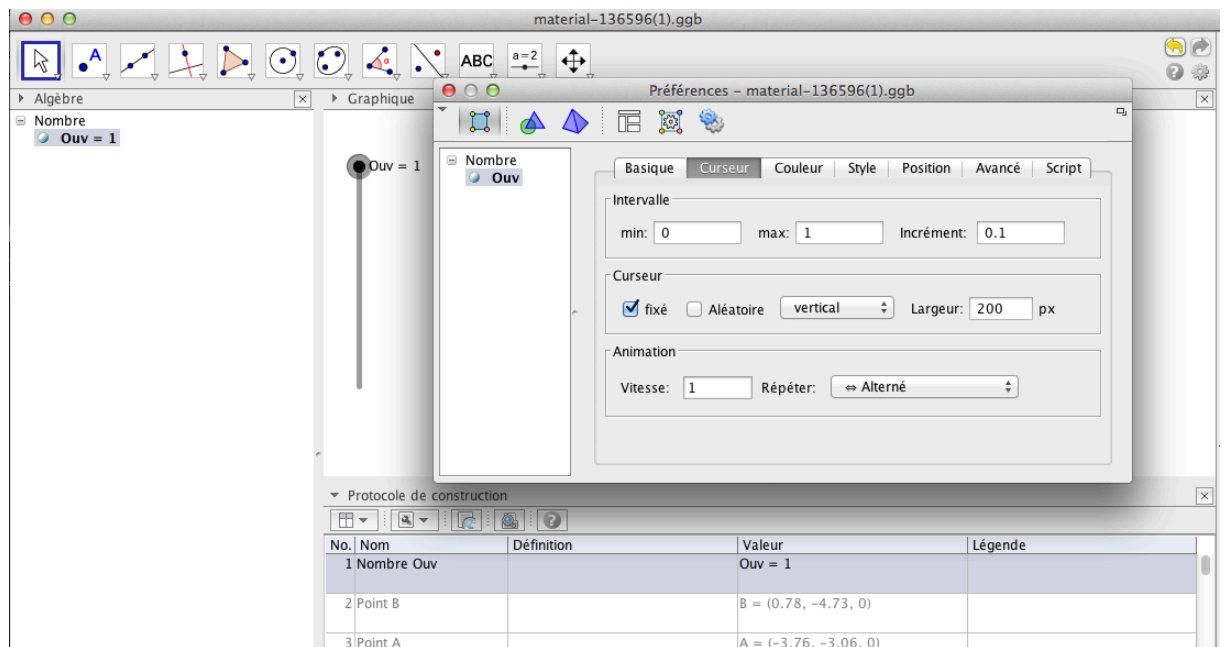 material-136596(1).ggb
ABC a=2
Algèbre
Nombre
Ouv = 1
Graphique
Ouv = 1
Préférences – material-136596(1).ggb
Nombre
Ouv
Basique Curseur Couleur Style Position Avancé Script
Intervalle
min: 0 max: 1 Incrément: 0.1
Curseur
fixé Aléatoire vertical Largeur: 200 px
Animation
Vitesse: 1 Répéter: ⇔ Alterné
Protocole de construction
No. Nom Définition Valeur Légende
1 Nombre Ouv Ouv = 1
2 Point B B = (0.78, -4.73, 0)
3 Point A A = (-3.76, -3.06, 0)